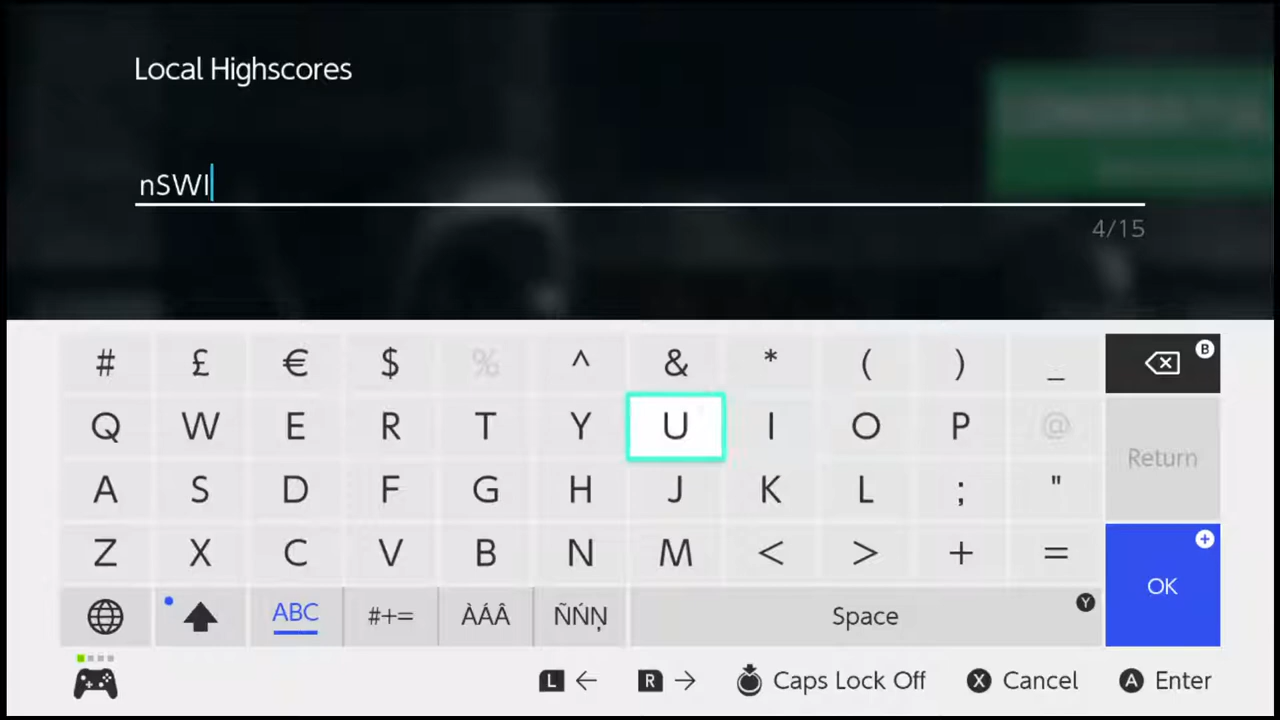 Local Highscores
nSWI
4/15
# £ € $ % ^ & * ( ) _ B
Q W E R T Y U I O P @ Return
A S D F G H J K L ; "
Z X C V B N M < > + = + OK
ABC #+= ÀÁÂ ÑŃŅ Space Y
L ← R → Caps Lock Off X Cancel A Enter